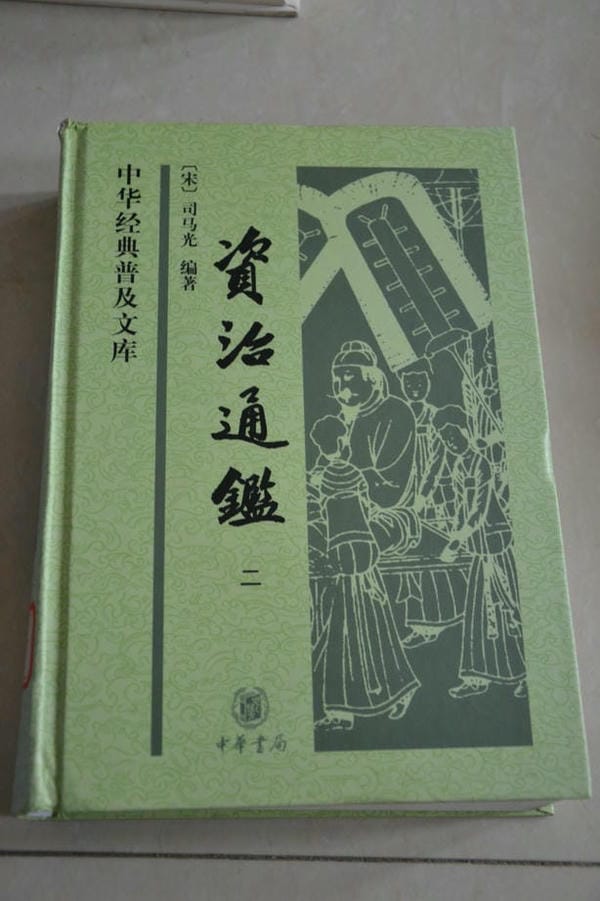 中华经典普及文库
〔宋〕司马光 编著
資治通鑑
二
中華書局